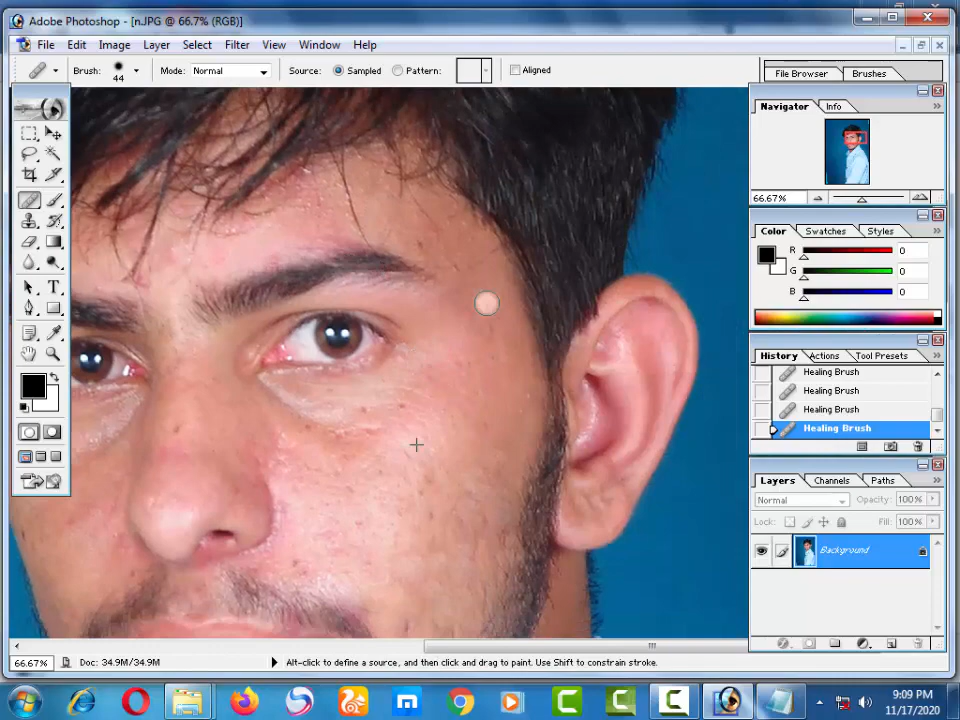 Adobe Photoshop - [n.JPG @ 66.7% (RGB)]
File Edit Image Layer Select Filter View Window Help
Brush: 44 Mode: Normal Source: Sampled Pattern: Aligned
File Browser Brushes
Navigator Info
66.67%
Color Swatches Styles
R 0
G 0
B 0
History Actions Tool Presets
Healing Brush
Healing Brush
Healing Brush
Healing Brush
Layers Channels Paths
Normal Opacity: 100%
Lock: Fill: 100%
Background
66.67% Doc: 34.9M/34.9M Alt-click to define a source, and then click and drag to paint. Use Shift to constrain stroke.
9:09 PM
11/17/2020